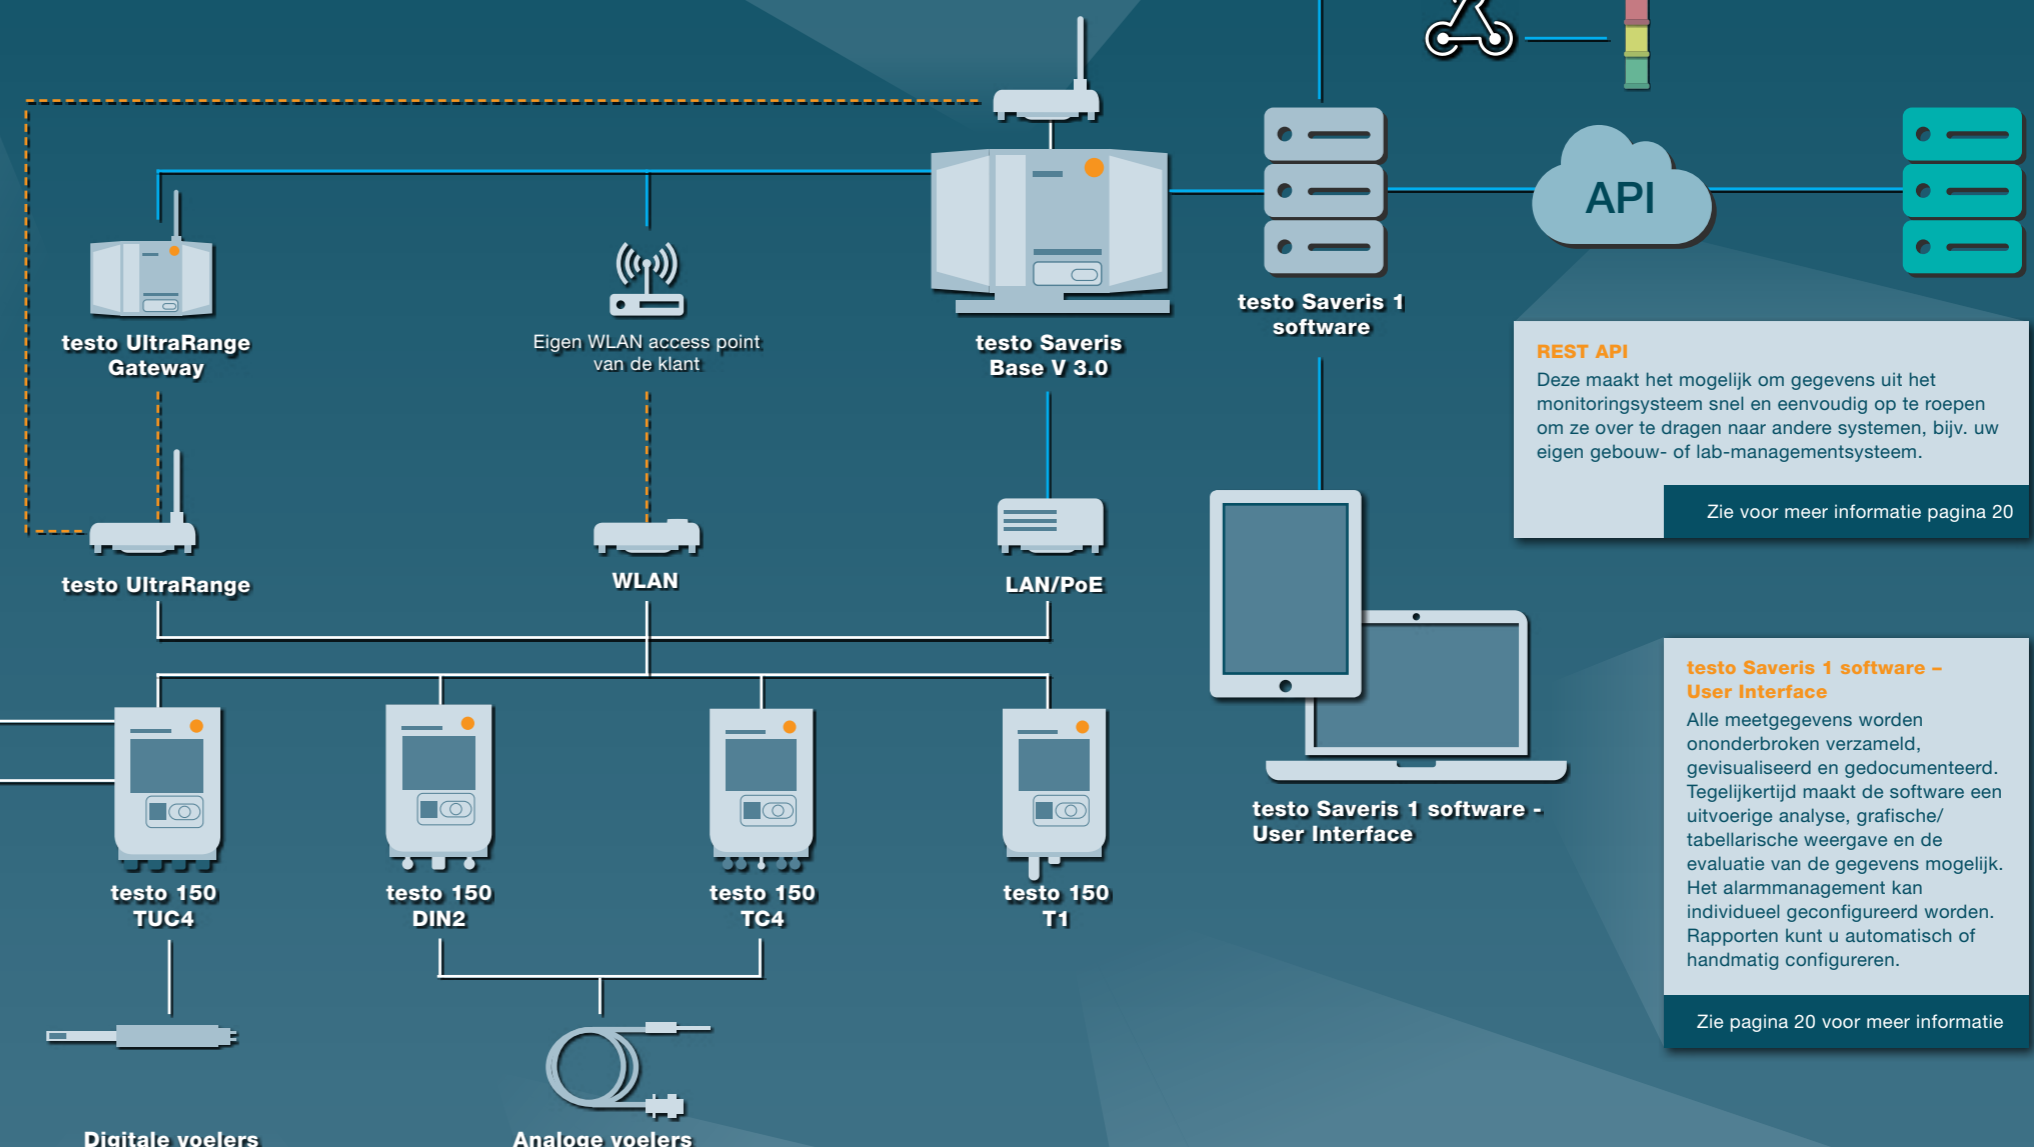 API
testo UltraRange
Gateway
Eigen WLAN access point
van de klant
testo Saveris
Base V 3.0
testo Saveris 1
software
REST API
Deze maakt het mogelijk om gegevens uit het
monitoringsysteem snel en eenvoudig op te roepen
om ze over te dragen naar andere systemen, bijv. uw
eigen gebouw- of lab-managementsysteem.
Zie voor meer informatie pagina 20
testo UltraRange
WLAN
LAN/PoE
testo Saveris 1 software -
User Interface
testo Saveris 1 software –
User Interface
Alle meetgegevens worden
ononderbroken verzameld,
gevisualiseerd en gedocumenteerd.
Tegelijkertijd maakt de software een
uitvoerige analyse, grafische/
tabellarische weergave en de
evaluatie van de gegevens mogelijk.
Het alarmmanagement kan
individueel geconfigureerd worden.
Rapporten kunt u automatisch of
handmatig configureren.
Zie pagina 20 voor meer informatie
testo 150
TUC4
testo 150
DIN2
testo 150
TC4
testo 150
T1
Digitale voelers
Analoge voelers